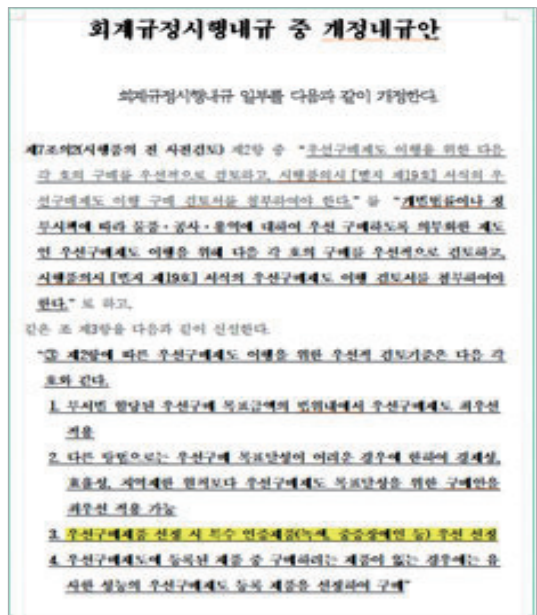 회계규정시행내규 중 개정내규안
회계규정시행내규 일부를 다음과 같이 개정한다.
제7조의2(시행품의 전 사전검토) 제2항 중 "우선구매제도 이행을 위한 다음
각 호의 구매를 우선적으로 검토하고, 시행품의시 [별지 제19호] 서식의 우
선구매제도 이행 구매 검토서를 첨부하여야 한다." 를 "개별법률이나 정
부시책에 따라 물품·공사·용역에 대하여 우선 구매하도록 의무화한 제도
인 우선구매제도 이행을 위해 다음 각 호의 구매를 우선적으로 검토하고,
시행품의시 [별지 제19호] 서식의 우선구매제도 이행 검토서를 첨부하여야
한다." 로 하고,
같은 조 제3항을 다음과 같이 신설한다.
"③ 제2항에 따른 우선구매제도 이행을 위한 우선적 검토기준은 다음 각
호와 같다.
1. 부서별 할당된 우선구매 목표금액의 범위내에서 우선구매제도 최우선
적용
2. 다른 방법으로는 우선구매 목표달성이 어려운 경우에 한하여 경제성,
효율성, 지역제한 원칙보다 우선구매제도 목표달성을 위한 구매안을
최우선 적용 가능
3. 우선구매제품 선정 시 복수 인증제품(녹색, 중증장애인 등) 우선 선정
4. 우선구매제도에 등록된 제품 중 구매하려는 제품이 없는 경우에는 유
사한 성능의 우선구매제도 등록 제품을 선정하여 구매"